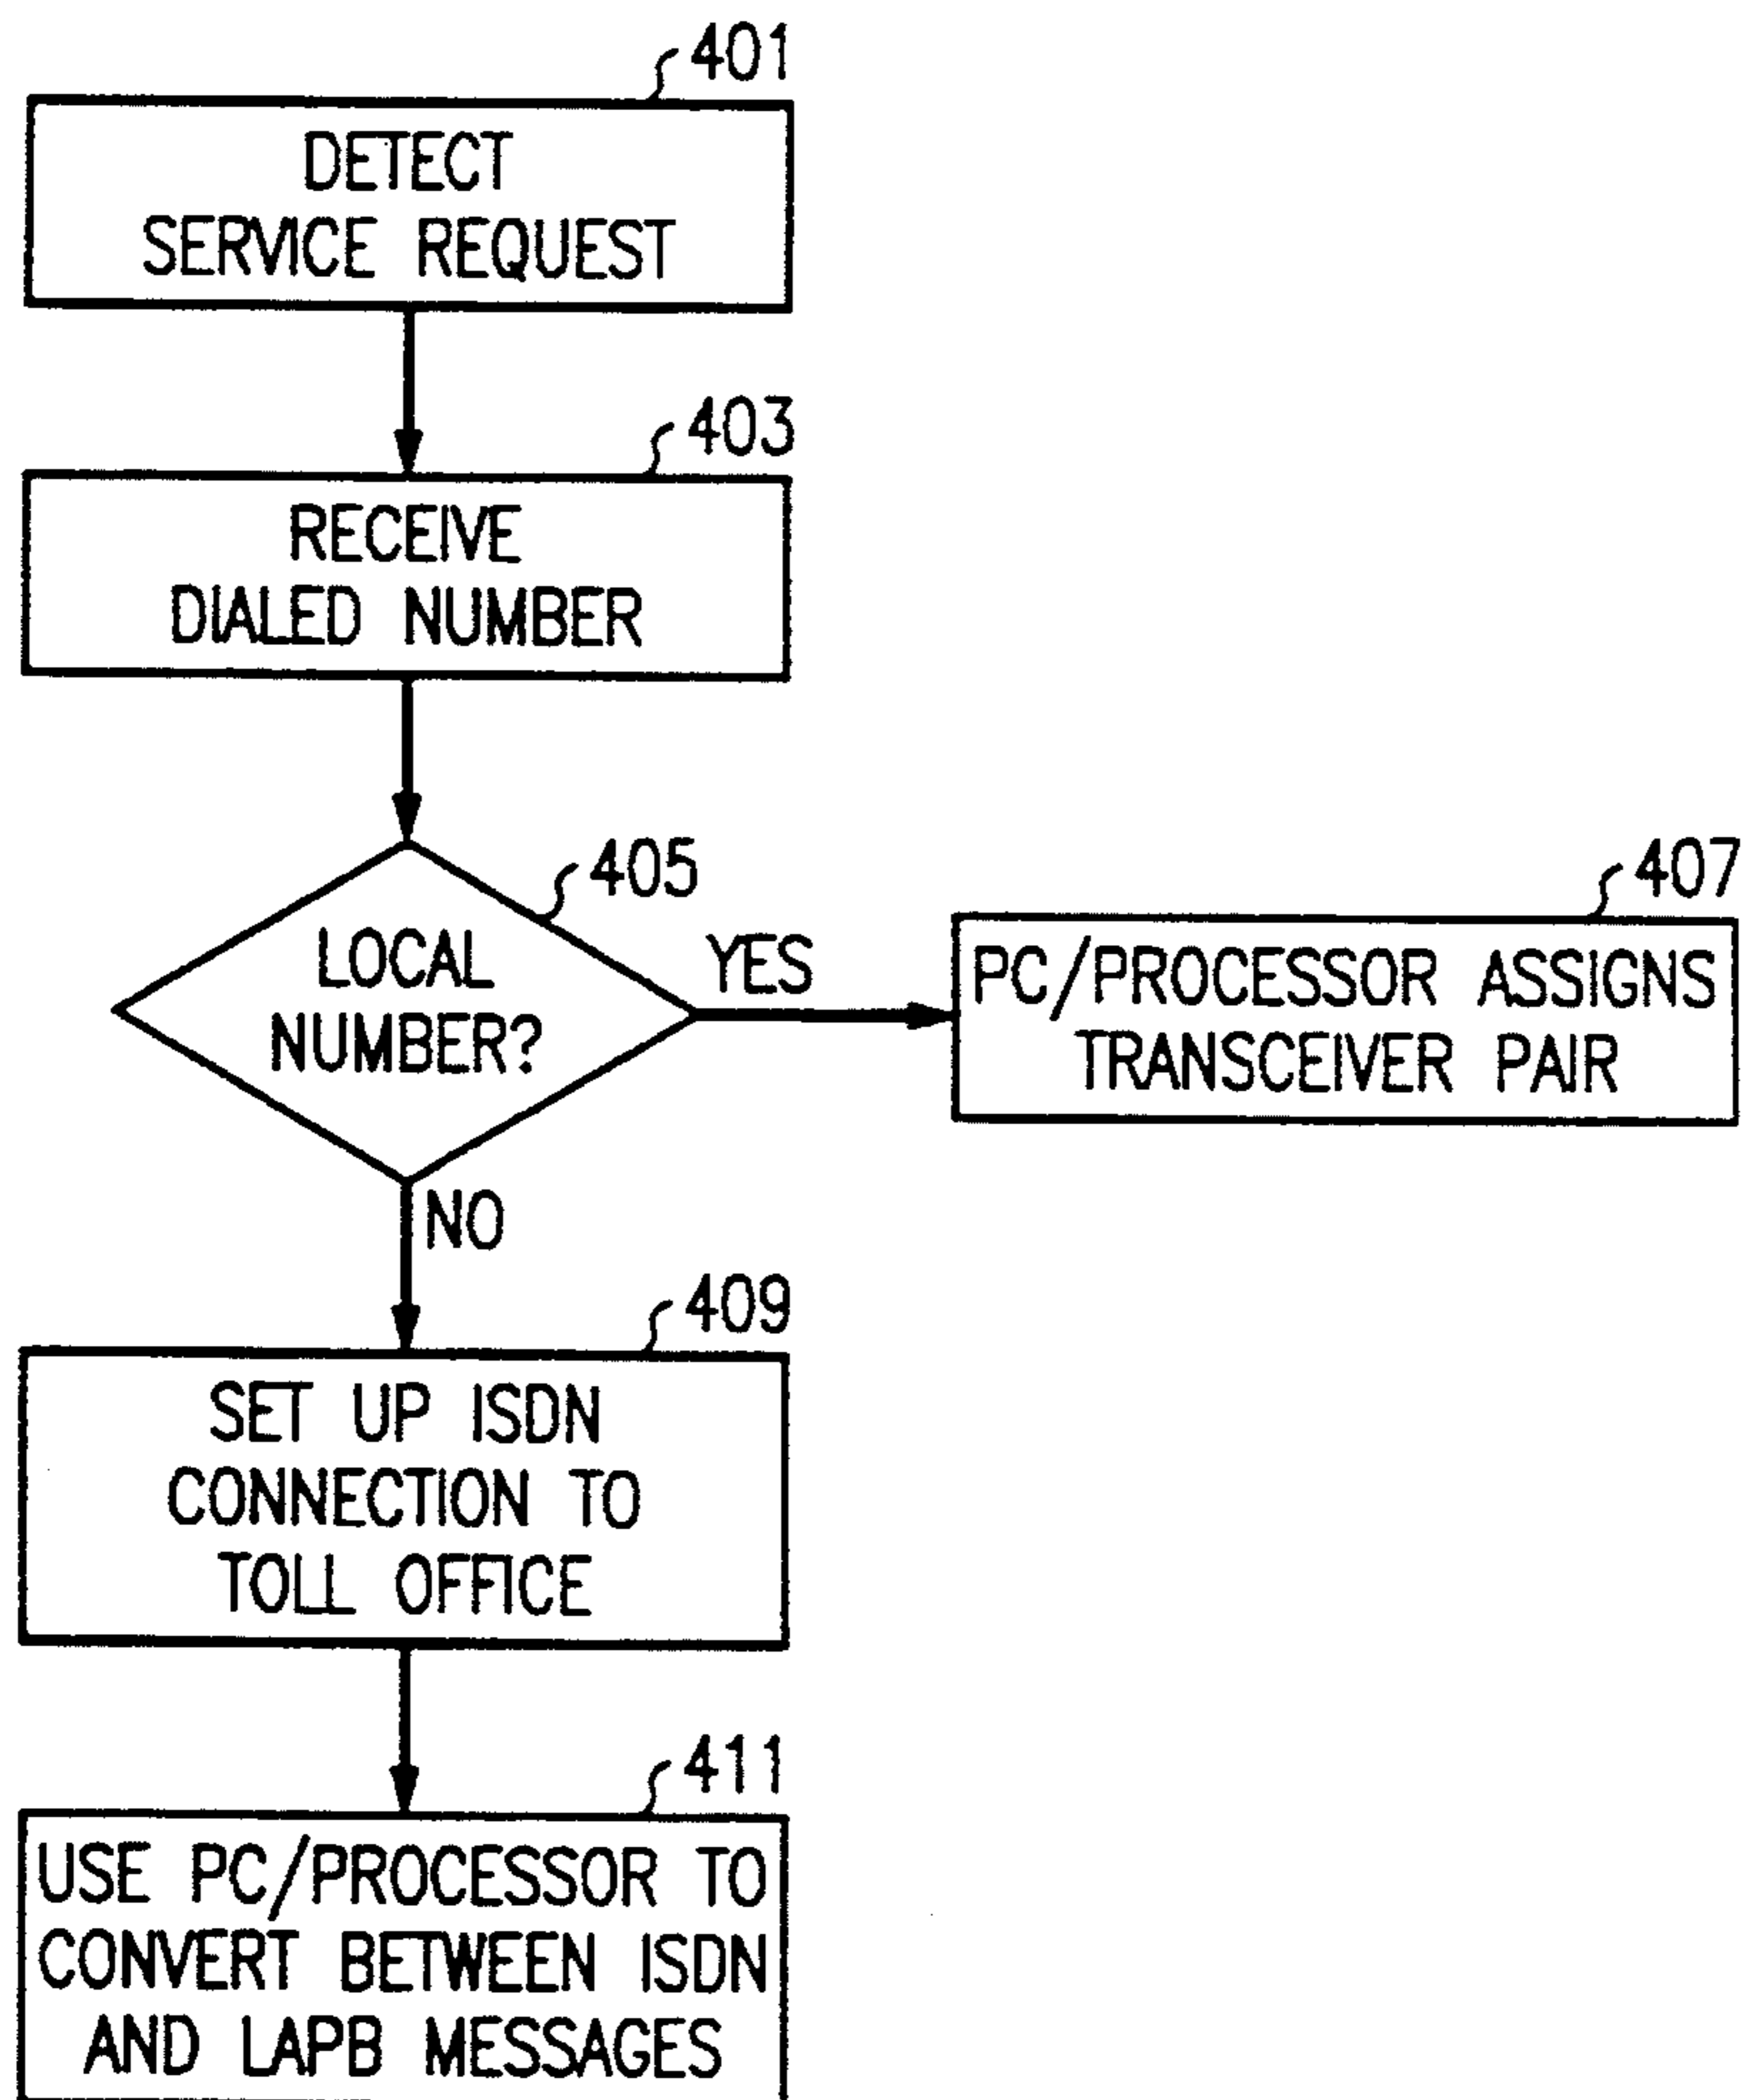 401
DETECT
SERVICE REQUEST
403
RECEIVE
DIALED NUMBER
405
LOCAL
NUMBER?
YES
407
PC/PROCESSOR ASSIGNS
TRANSCEIVER PAIR
NO
409
SET UP ISDN
CONNECTION TO
TOLL OFFICE
411
USE PC/PROCESSOR TO
CONVERT BETWEEN ISDN
AND LAPB MESSAGES